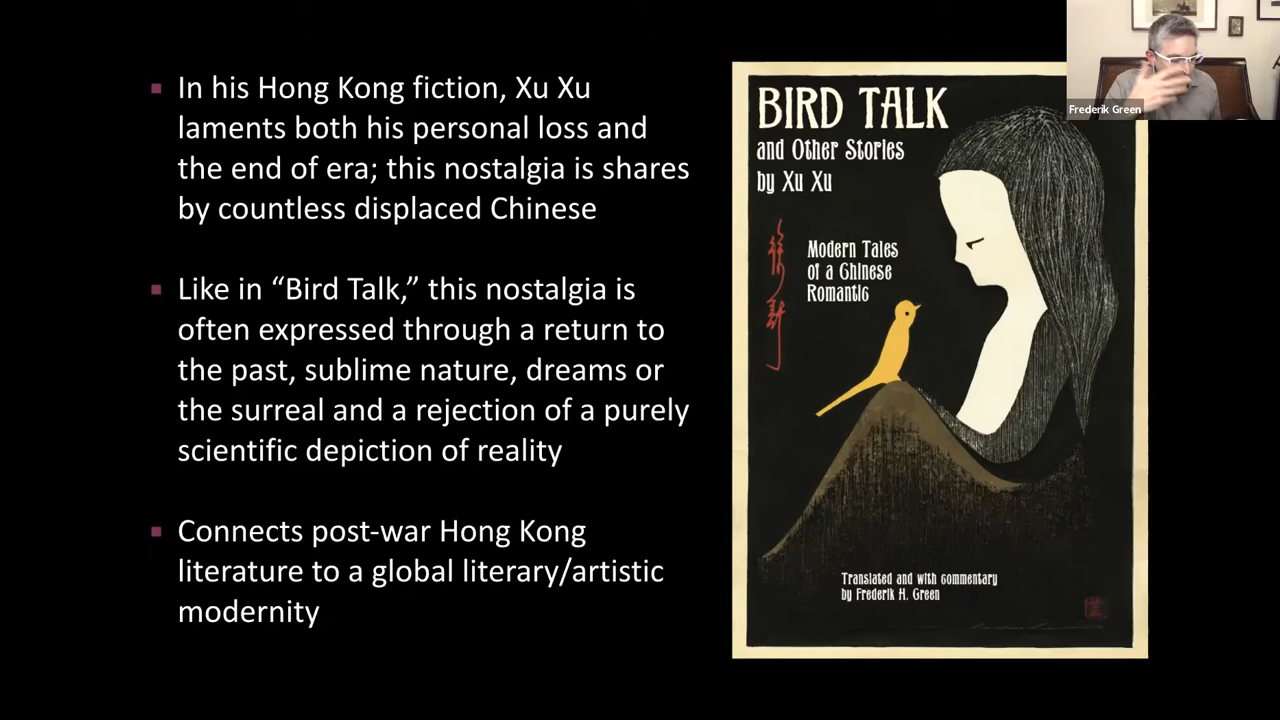 In his Hong Kong fiction, Xu Xu
laments both his personal loss and
the end of era; this nostalgia is shares
by countless displaced Chinese
Like in “Bird Talk,” this nostalgia is
often expressed through a return to
the past, sublime nature, dreams or
the surreal and a rejection of a purely
scientific depiction of reality
Connects post-war Hong Kong
literature to a global literary/artistic
modernity
BIRD TALK
and Other Stories
by Xu Xu
徐訏
Modern Tales
of a Chinese
Romantic
Translated and with commentary
by Frederik H. Green
Frederik Green